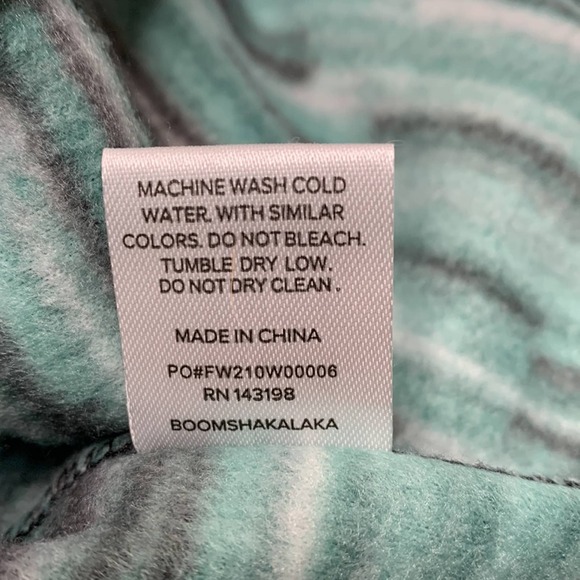 MACHINE WASH COLD
WATER. WITH SIMILAR
COLORS. DO NOT BLEACH.
TUMBLE DRY LOW.
DO NOT DRY CLEAN.
MADE IN CHINA
PO#FW210W00006
RN 143198
BOOMSHAKALAKA